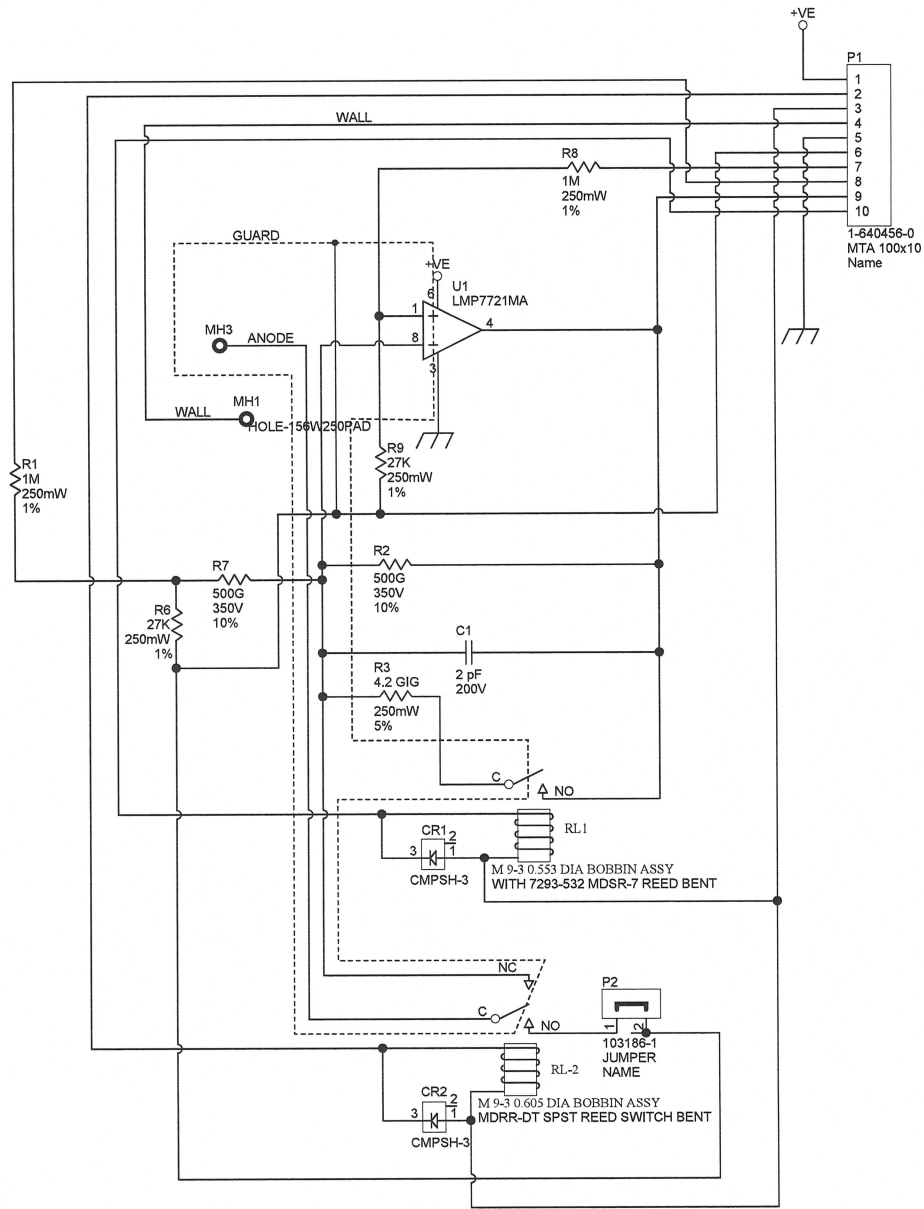 +VE
P1
1
2
3
WALL
4
5
6
R8
7
1M
8
250mW
9
1%
10
1-640456-0
MTA 100x10
Name
GUARD
+VE
6
U1
LMP7721MA
1
+
4
MH3
ANODE
8
3
MH1
WALL
HOLE-156W250PAD
R9
27K
250mW
1%
R1
1M
250mW
1%
R2
500G
350V
10%
R7
500G
350V
10%
R6
27K
250mW
1%
C1
2 pF
200V
R3
4.2 GIG
250mW
5%
C
NO
RL1
CR1
2
3
1
CMPSH-3
M 9-3 0.553 DIA BOBBIN ASSY
WITH 7293-532 MDSR-7 REED BENT
NC
P2
C
NO
1
2
103186-1
JUMPER
NAME
RL-2
CR2
2
3
1
CMPSH-3
M 9-3 0.605 DIA BOBBIN ASSY
MDRR-DT SPST REED SWITCH BENT